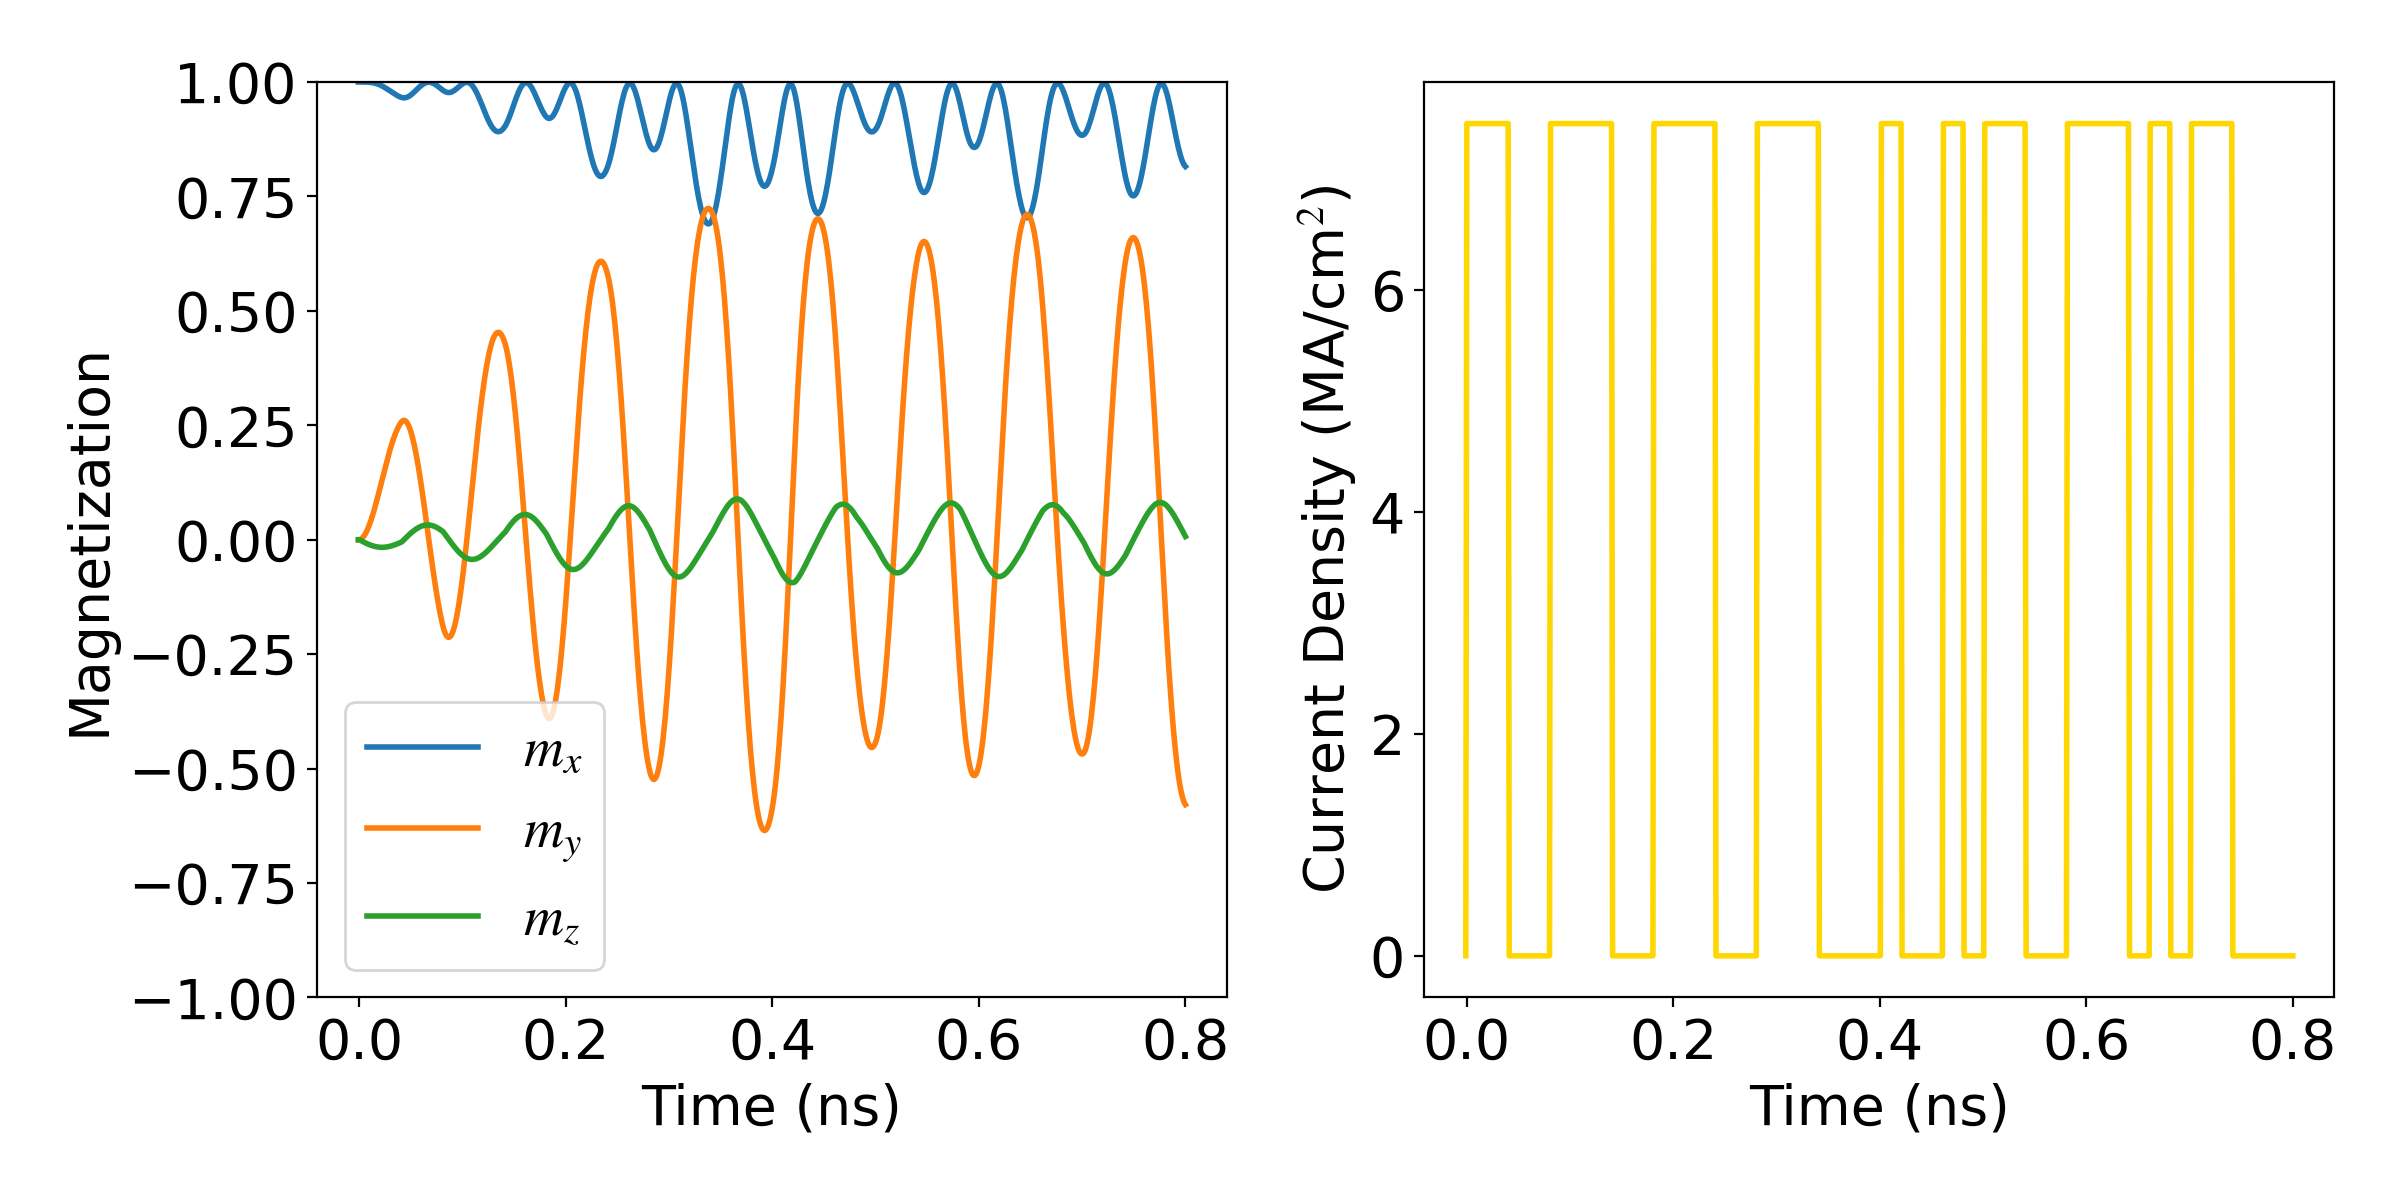 1.00
0.75
0.50
0.25
0.00
−0.25
−0.50
−0.75
−1.00
Magnetization
m_x
m_y
m_z
0.0 0.2 0.4 0.6 0.8
Time (ns)
6
4
2
0
Current Density (MA/cm²)
0.0 0.2 0.4 0.6 0.8
Time (ns)